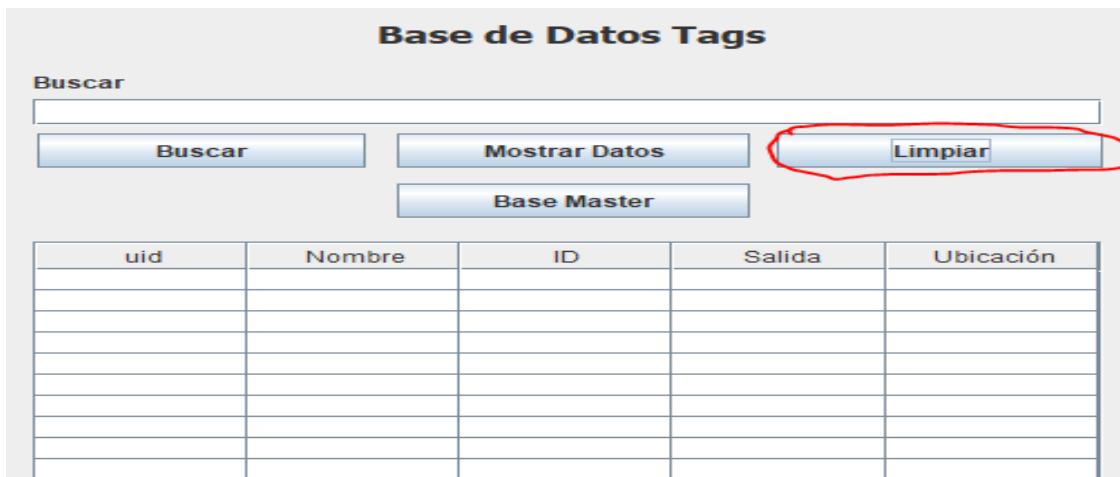 Base de Datos Tags
Buscar
Buscar Mostrar Datos Limpiar
Base Master
uid Nombre ID Salida Ubicación